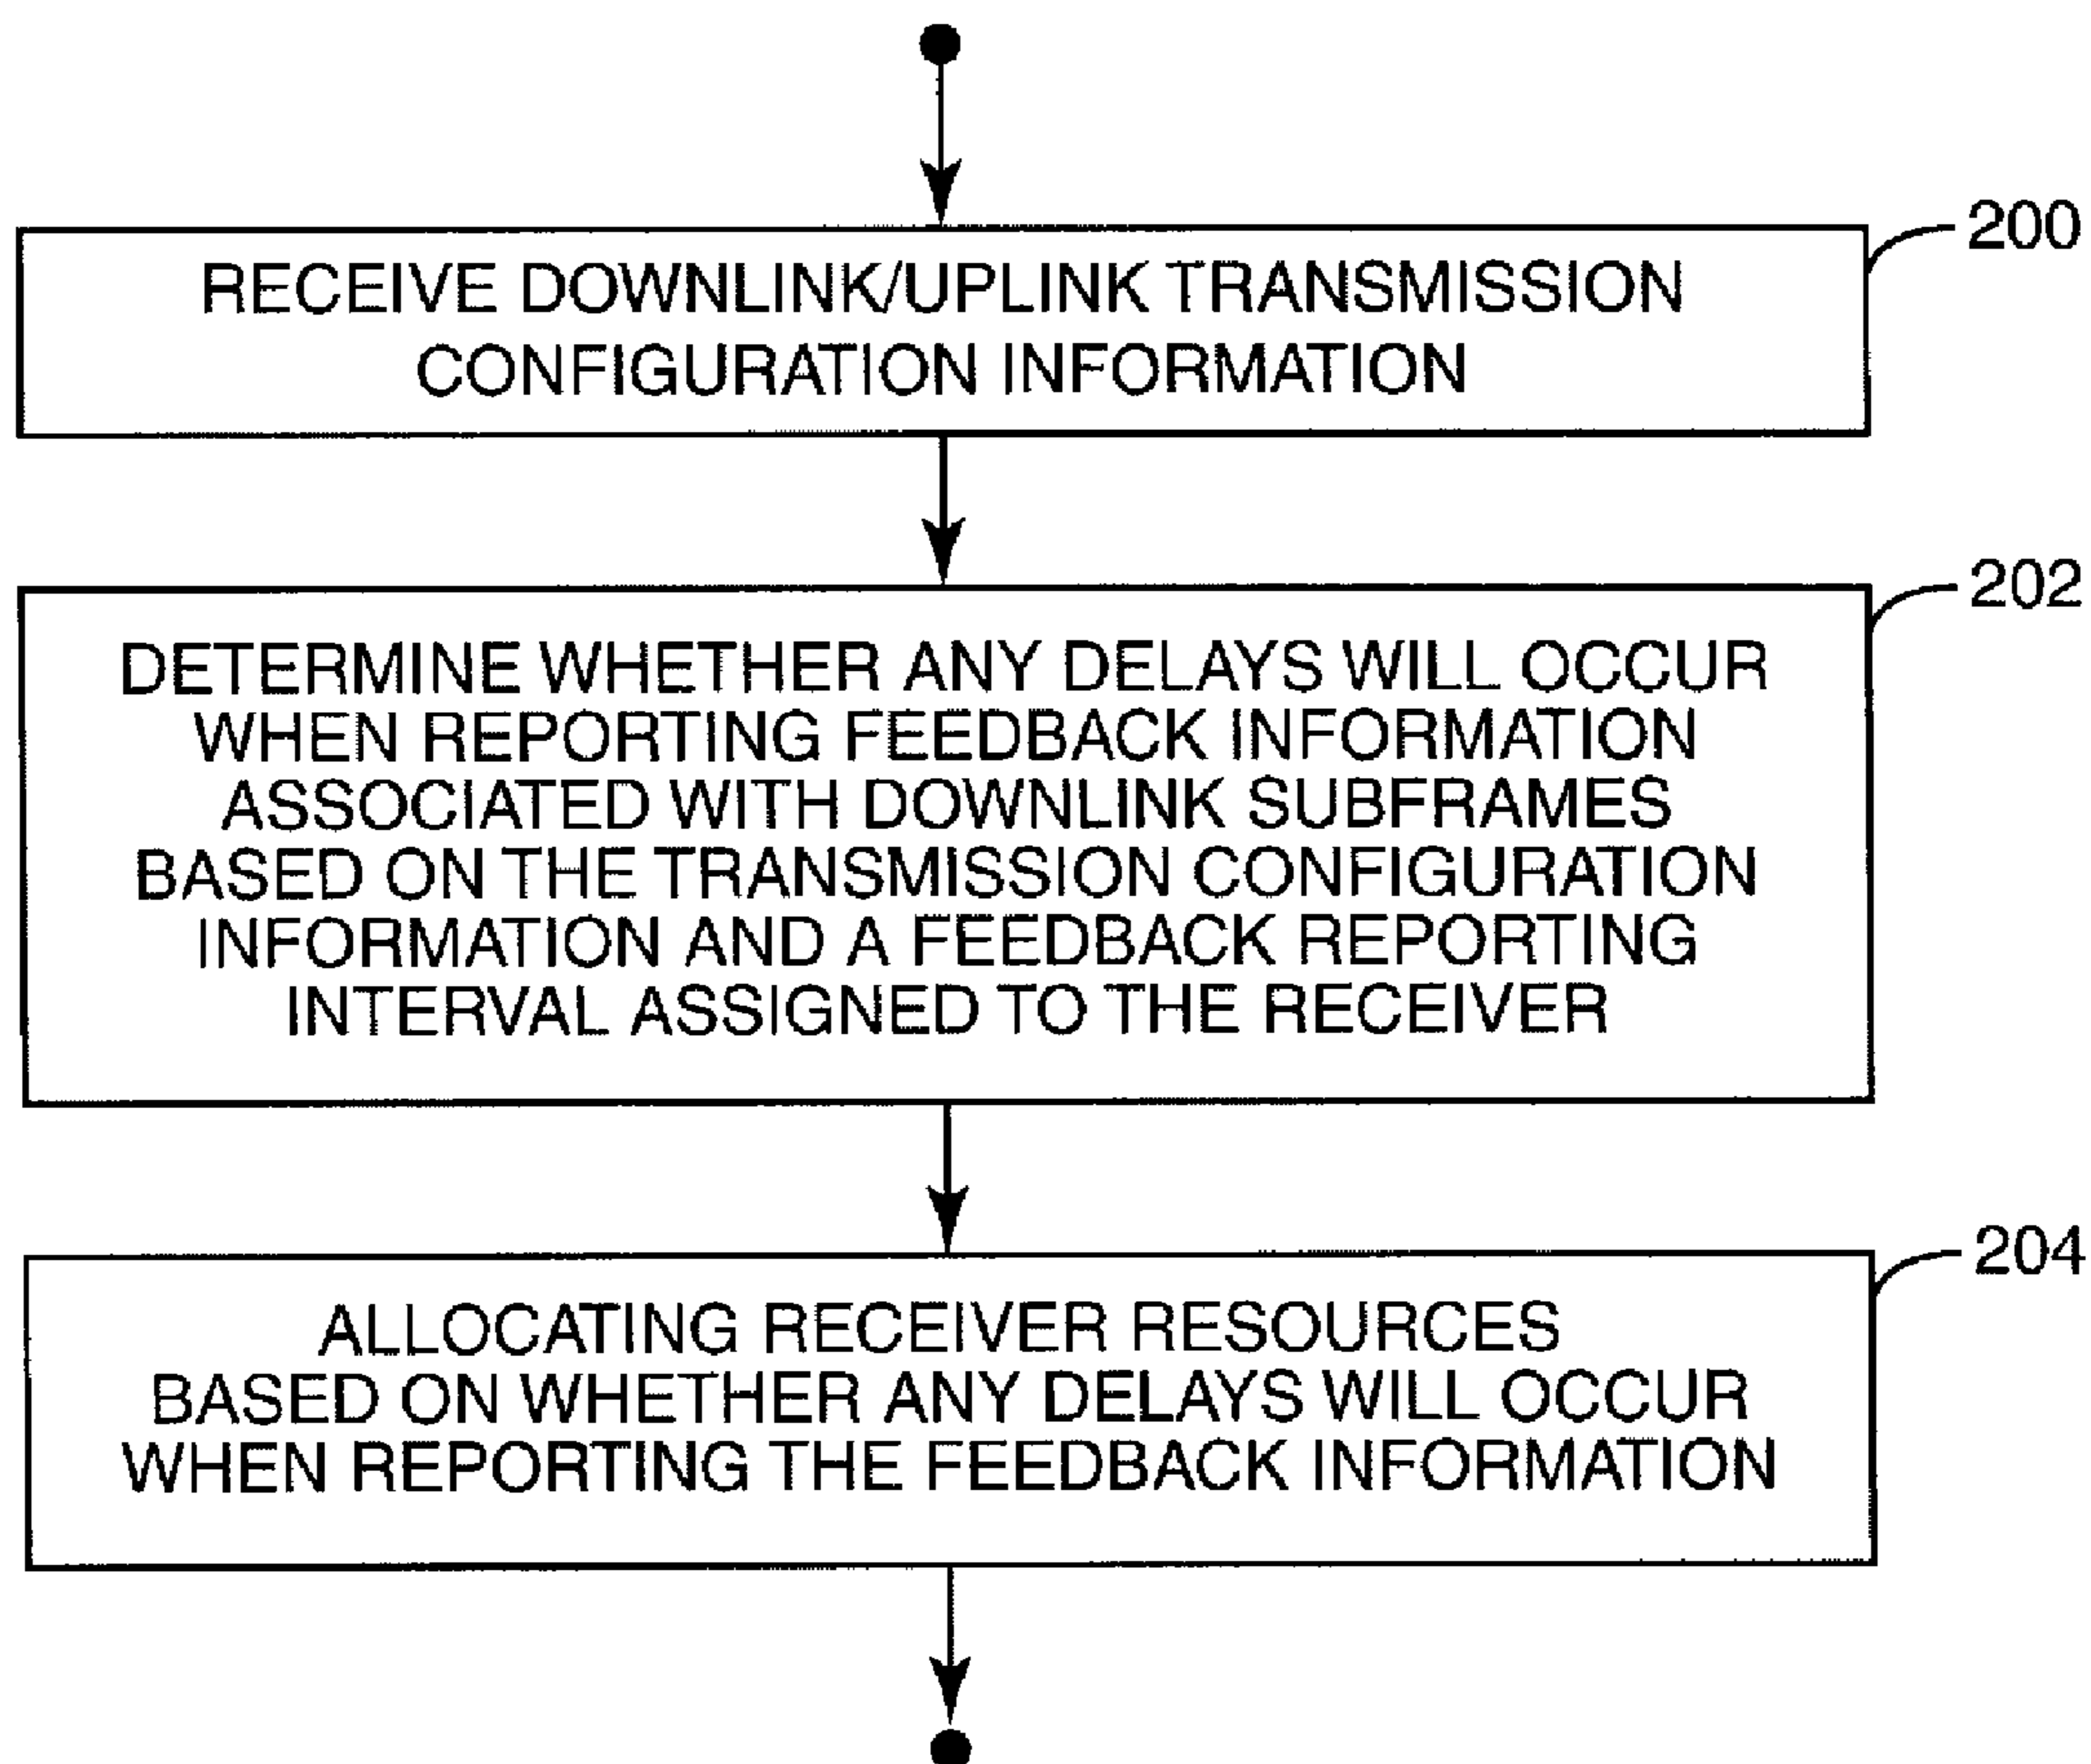 200
RECEIVE DOWNLINK/UPLINK TRANSMISSION
CONFIGURATION INFORMATION
202
DETERMINE WHETHER ANY DELAYS WILL OCCUR
WHEN REPORTING FEEDBACK INFORMATION
ASSOCIATED WITH DOWNLINK SUBFRAMES
BASED ON THE TRANSMISSION CONFIGURATION
INFORMATION AND A FEEDBACK REPORTING
INTERVAL ASSIGNED TO THE RECEIVER
204
ALLOCATING RECEIVER RESOURCES
BASED ON WHETHER ANY DELAYS WILL OCCUR
WHEN REPORTING THE FEEDBACK INFORMATION